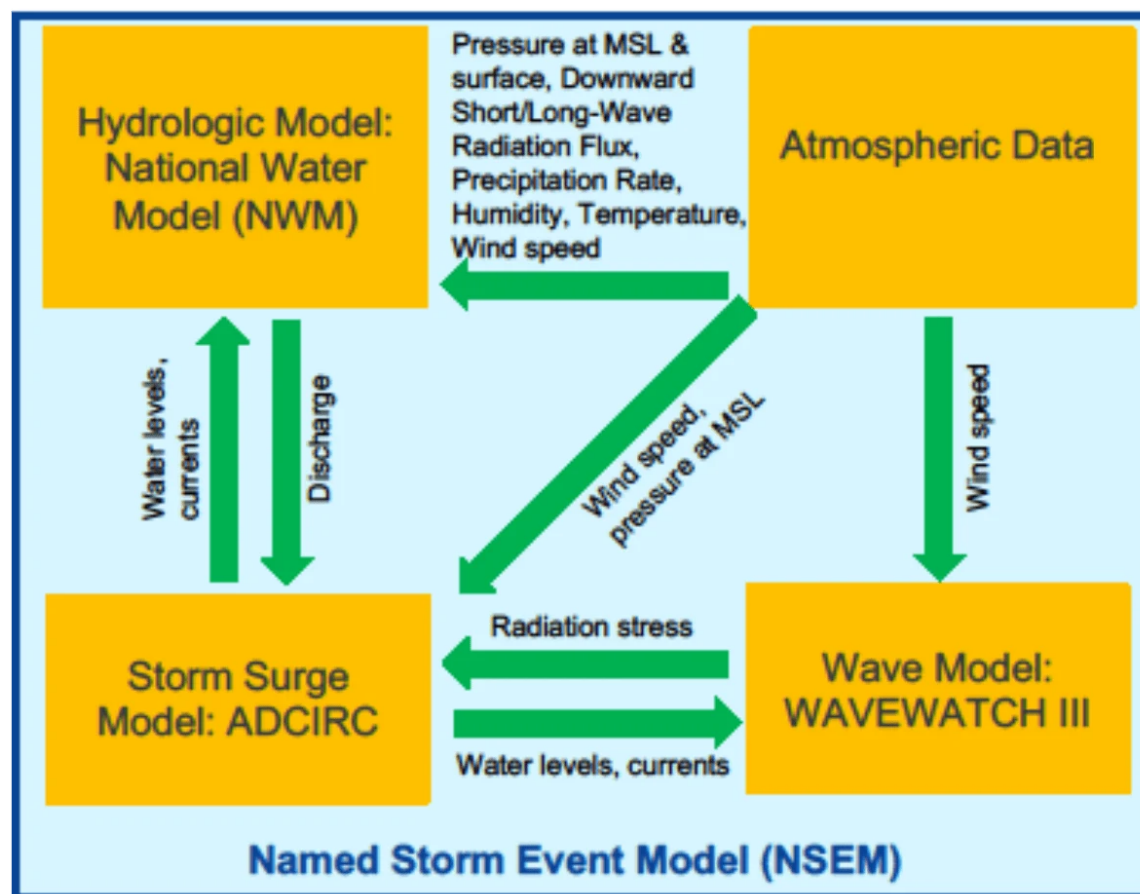 Hydrologic Model:
National Water
Model (NWM)
Pressure at MSL &
surface, Downward
Short/Long-Wave
Radiation Flux,
Precipitation Rate,
Humidity, Temperature,
Wind speed
Atmospheric Data
Water levels,
currents
Discharge
Wind speed,
pressure at MSL
Wind speed
Storm Surge
Model: ADCIRC
Radiation stress
Water levels, currents
Wave Model:
WAVEWATCH III
Named Storm Event Model (NSEM)